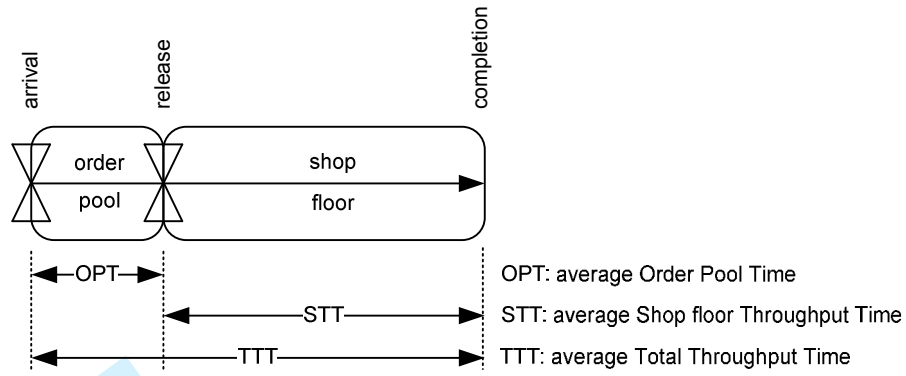 arrival
release
completion
order
pool
shop
floor
OPT
OPT: average Order Pool Time
STT
STT: average Shop floor Throughput Time
TTT
TTT: average Total Throughput Time